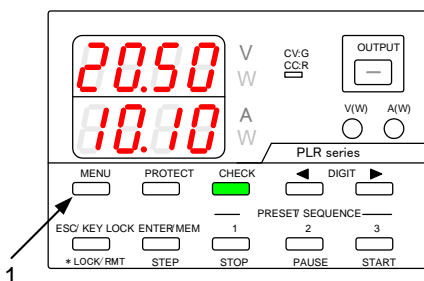 20.50 V
W
CV:G
CC:R
OUTPUT
10.10 A
W
V(W) A(W)
PLR series
MENU PROTECT CHECK ◀ DIGIT ▶
PRESET/ SEQUENCE
ESC/ KEY LOCK ENTER/MEM 1 2 3
* LOCK/ RMT STEP STOP PAUSE START
1